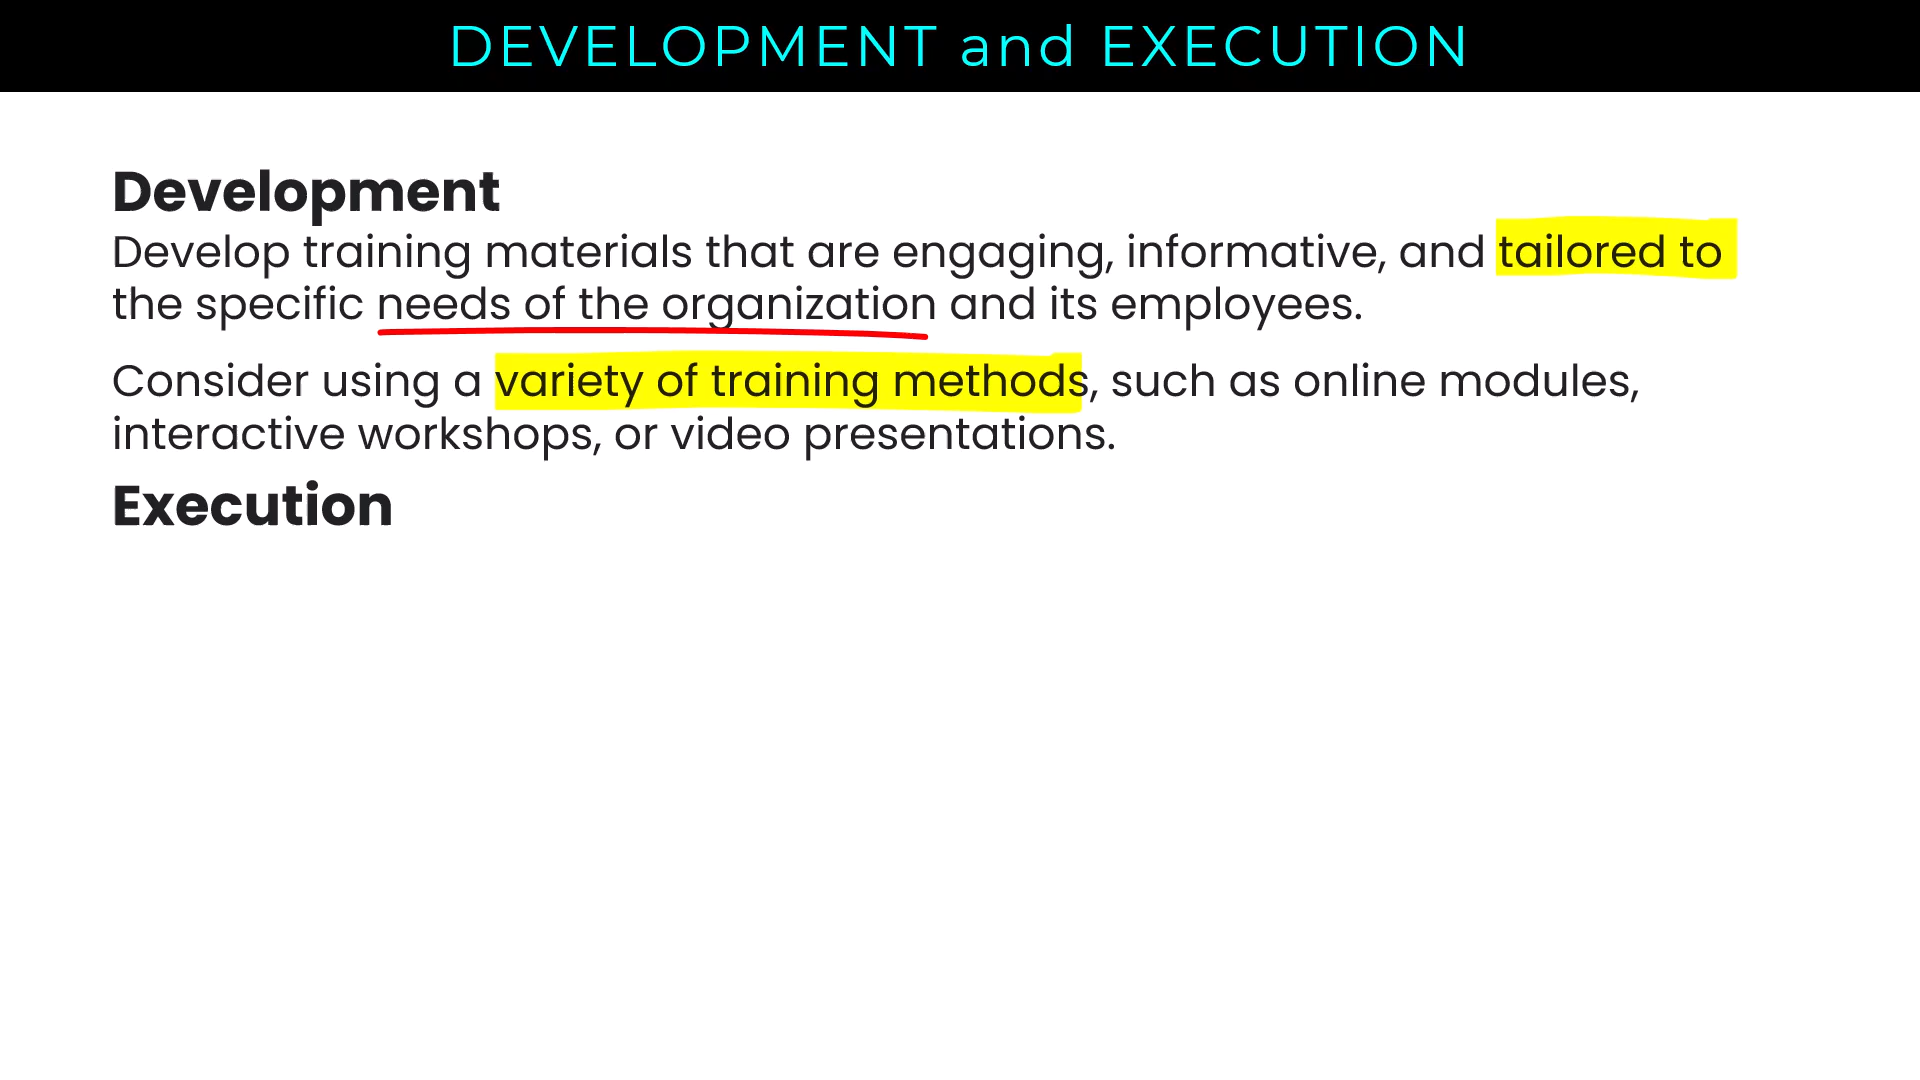 DEVELOPMENT and EXECUTION
Development
Develop training materials that are engaging, informative, and tailored to
the specific needs of the organization and its employees.
Consider using a variety of training methods, such as online modules,
interactive workshops, or video presentations.
Execution